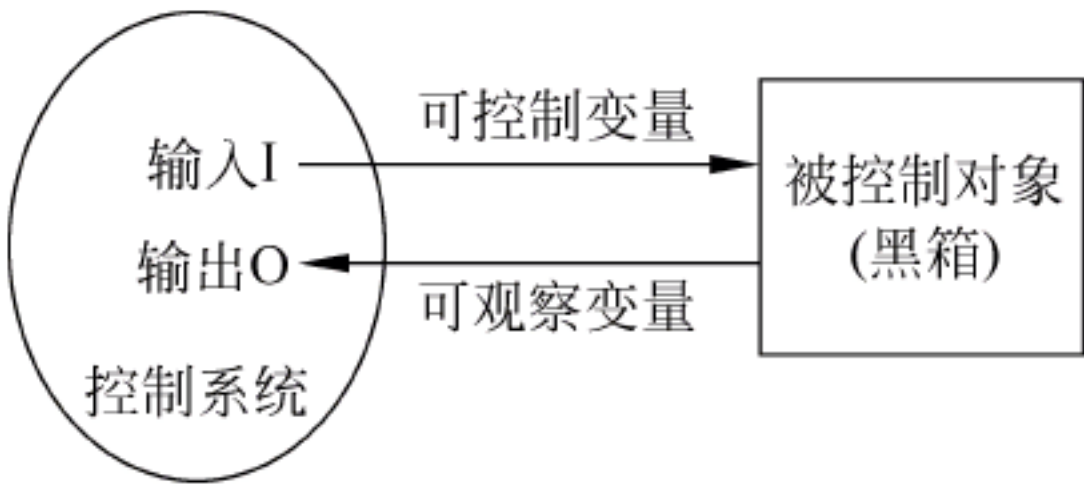 可控制变量
输入I
被控制对象
(黑箱)
输出O
可观察变量
控制系统